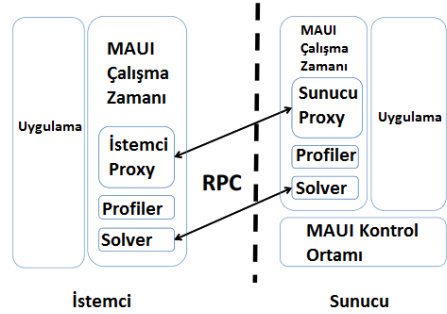 MAUI
Çalışma
Zamanı
Uygulama
İstemci
Proxy
Profiler
Solver
RPC
MAUI
Çalışma
Zamanı
Sunucu
Proxy
Profiler
Solver
Uygulama
MAUI Kontrol
Ortamı
İstemci
Sunucu